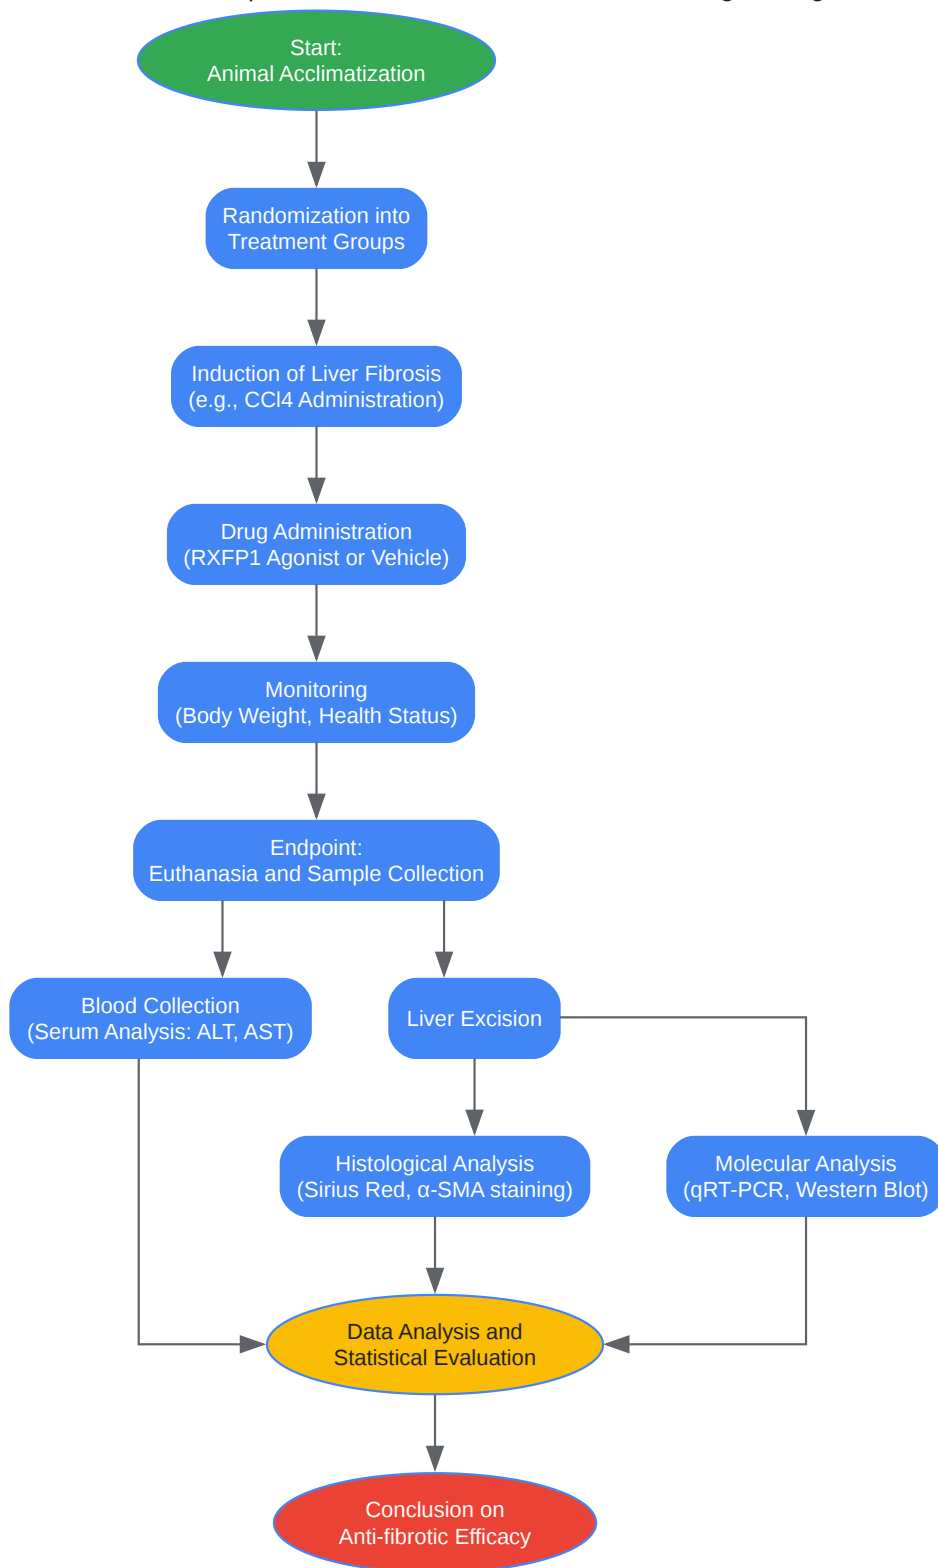 Start:
Animal Acclimatization
Randomization into
Treatment Groups
Induction of Liver Fibrosis
(e.g., CCl4 Administration)
Drug Administration
(RXFP1 Agonist or Vehicle)
Monitoring
(Body Weight, Health Status)
Endpoint:
Euthanasia and Sample Collection
Blood Collection
(Serum Analysis: ALT, AST)
Liver Excision
Histological Analysis
(Sirius Red, α-SMA staining)
Molecular Analysis
(qRT-PCR, Western Blot)
Data Analysis and
Statistical Evaluation
Conclusion on
Anti-fibrotic Efficacy